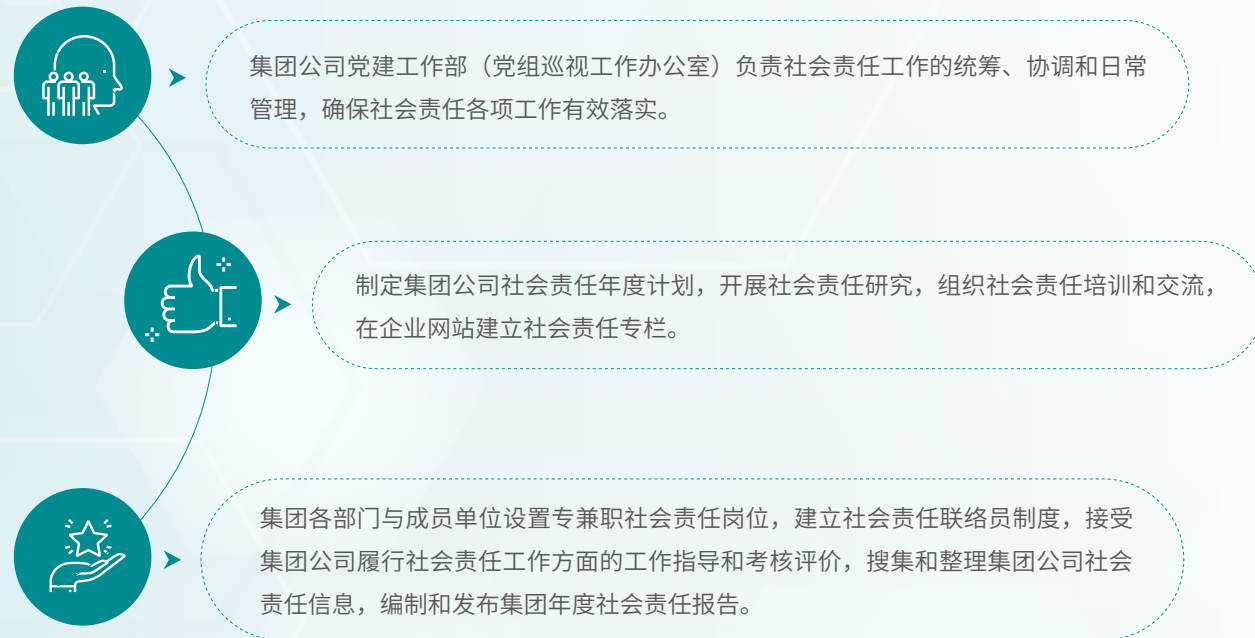 集团公司党建工作部（党组巡视工作办公室）负责社会责任工作的统筹、协调和日常
管理，确保社会责任各项工作有效落实。
制定集团公司社会责任年度计划，开展社会责任研究，组织社会责任培训和交流，
在企业网站建立社会责任专栏。
集团各部门与成员单位设置专兼职社会责任岗位，建立社会责任联络员制度，接受
集团公司履行社会责任工作方面的工作指导和考核评价，搜集和整理集团公司社会
责任信息，编制和发布集团年度社会责任报告。